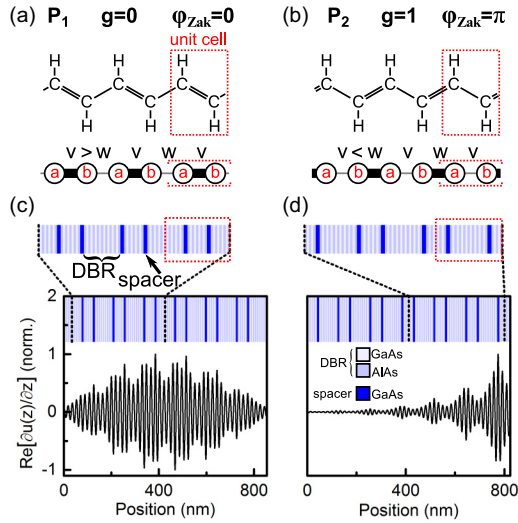 (a) P₁ g=0 φZak=0
unit cell
H H H
C C C C C C
H H H
v > w v w v
a b a b a b
(b) P₂ g=1 φZak=π
H H H
C C C C C C
H H H
v < w v w v
a b a b a b
(c)
DBR spacer
2
1
0
-1
Re[∂u(z)/∂z] (norm.)
0 400 800
Position (nm)
(d)
DBR GaAs
AlAs
spacer GaAs
0 400 800
Position (nm)